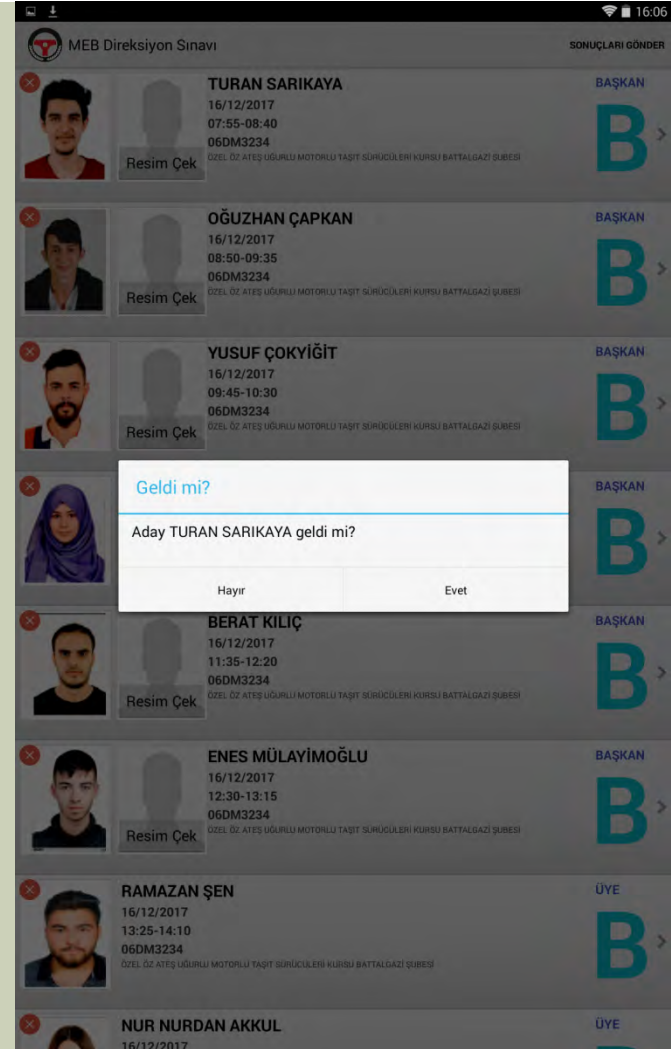 16:06
MEB Direksiyon Sınavı
SONUÇLARI GÖNDER
TURAN SARIKAYA
BAŞKAN
16/12/2017
07:55-08:40
06DM3234
ÖZEL ÖZ ATEŞ UĞURLU MOTORLU TAŞIT SÜRÜCÜLERİ KURSU BATTALGAZİ ŞUBESİ
Resim Çek
B
OĞUZHAN ÇAPKAN
BAŞKAN
16/12/2017
08:50-09:35
06DM3234
ÖZEL ÖZ ATEŞ UĞURLU MOTORLU TAŞIT SÜRÜCÜLERİ KURSU BATTALGAZİ ŞUBESİ
Resim Çek
B
YUSUF ÇOKYİĞİT
BAŞKAN
16/12/2017
09:45-10:30
06DM3234
ÖZEL ÖZ ATEŞ UĞURLU MOTORLU TAŞIT SÜRÜCÜLERİ KURSU BATTALGAZİ ŞUBESİ
Resim Çek
B
BAŞKAN
B
Geldi mi?
Aday TURAN SARIKAYA geldi mi?
Hayır
Evet
BERAT KILIÇ
BAŞKAN
16/12/2017
11:35-12:20
06DM3234
ÖZEL ÖZ ATEŞ UĞURLU MOTORLU TAŞIT SÜRÜCÜLERİ KURSU BATTALGAZİ ŞUBESİ
Resim Çek
B
ENES MÜLAYİMOĞLU
BAŞKAN
16/12/2017
12:30-13:15
06DM3234
ÖZEL ÖZ ATEŞ UĞURLU MOTORLU TAŞIT SÜRÜCÜLERİ KURSU BATTALGAZİ ŞUBESİ
Resim Çek
B
RAMAZAN ŞEN
ÜYE
16/12/2017
13:25-14:10
06DM3234
ÖZEL ÖZ ATEŞ UĞURLU MOTORLU TAŞIT SÜRÜCÜLERİ KURSU BATTALGAZİ ŞUBESİ
B
NUR NURDAN AKKUL
ÜYE
16/12/2017